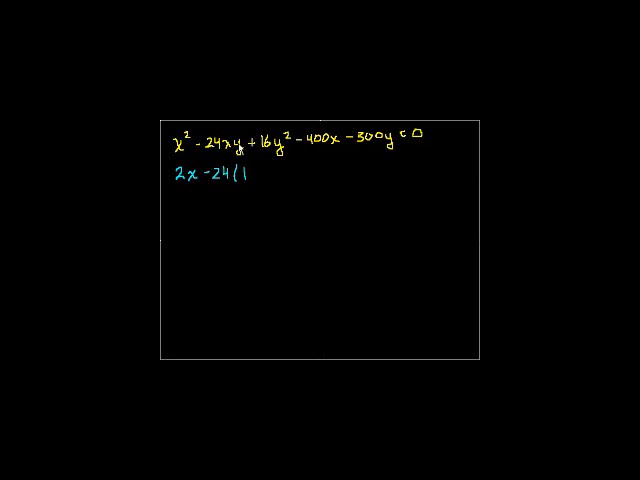 x² - 24xy + 16y² - 400x - 300y = 0
2x - 24(1